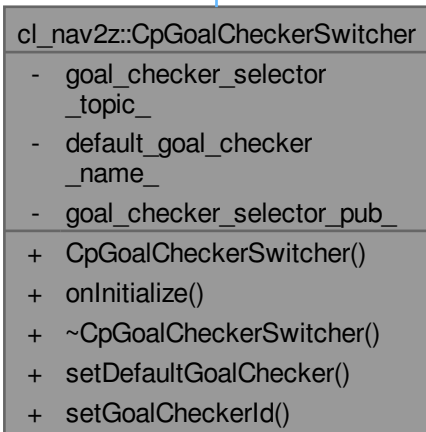 cl_nav2z::CpGoalCheckerSwitcher
- goal_checker_selector
_topic_
- default_goal_checker
_name_
- goal_checker_selector_pub_
+ CpGoalCheckerSwitcher()
+ onInitialize()
+ ~CpGoalCheckerSwitcher()
+ setDefaultGoalChecker()
+ setGoalCheckerId()